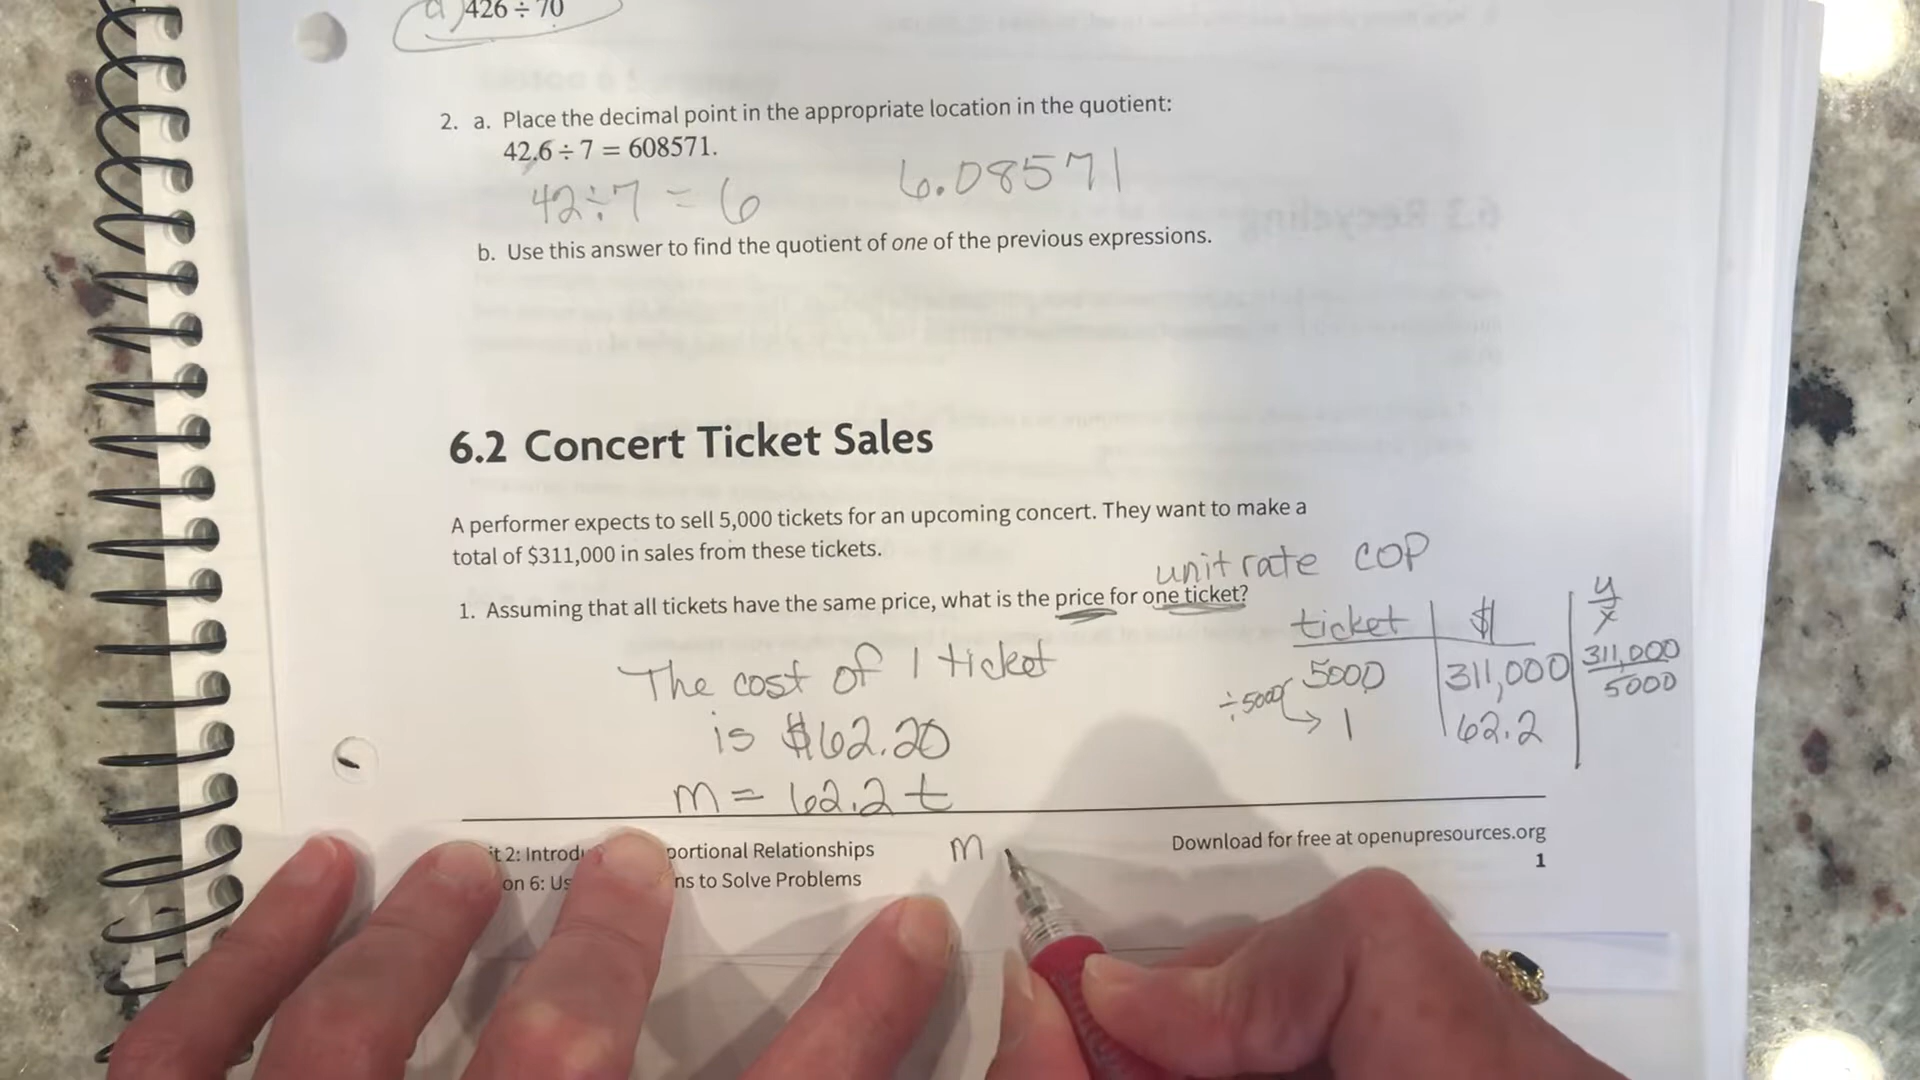 a) 426 ÷ 70
2. a. Place the decimal point in the appropriate location in the quotient:
42.6 ÷ 7 = 608571.
6.08571
42 ÷ 7 = 6
b. Use this answer to find the quotient of one of the previous expressions.
6.2 Concert Ticket Sales
A performer expects to sell 5,000 tickets for an upcoming concert. They want to make a
total of $311,000 in sales from these tickets.
unit rate COP
1. Assuming that all tickets have the same price, what is the price for one ticket?
ticket $ y/x
The cost of 1 ticket
5000 311,000 311,000/5000
÷5000
is $62.20
1 62.2
m = 62.2 t
portional Relationships
m
Download for free at openupresources.org
1
on 6: ns to Solve Problems